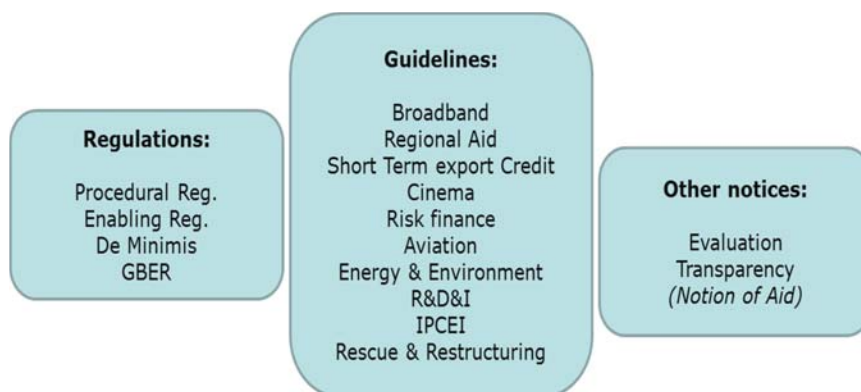 Regulations:
Procedural Reg.
Enabling Reg.
De Minimis
GBER
Guidelines:
Broadband
Regional Aid
Short Term export Credit
Cinema
Risk finance
Aviation
Energy & Environment
R&D&I
IPCEI
Rescue & Restructuring
Other notices:
Evaluation
Transparency
(Notion of Aid)